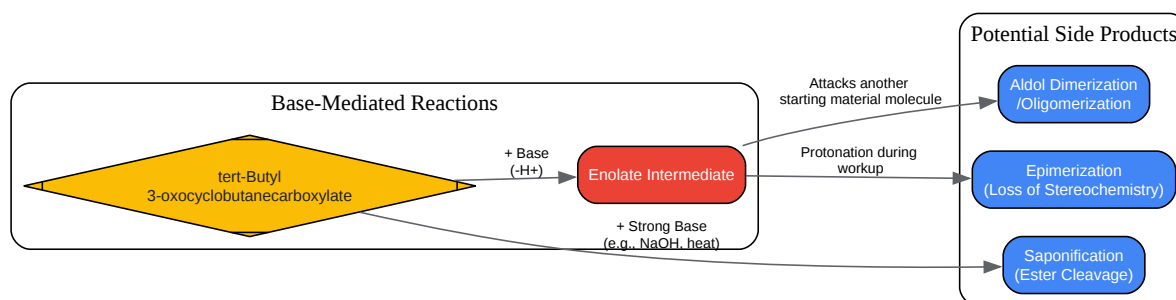 Potential Side Products
Base-Mediated Reactions
tert-Butyl
3-oxocyclobutanecarboxylate
+ Base
(-H+)
Enolate Intermediate
Attacks another
starting material molecule
Aldol Dimerization
/Oligomerization
Protonation during
workup
Epimerization
(Loss of Stereochemistry)
+ Strong Base
(e.g., NaOH, heat)
Saponification
(Ester Cleavage)